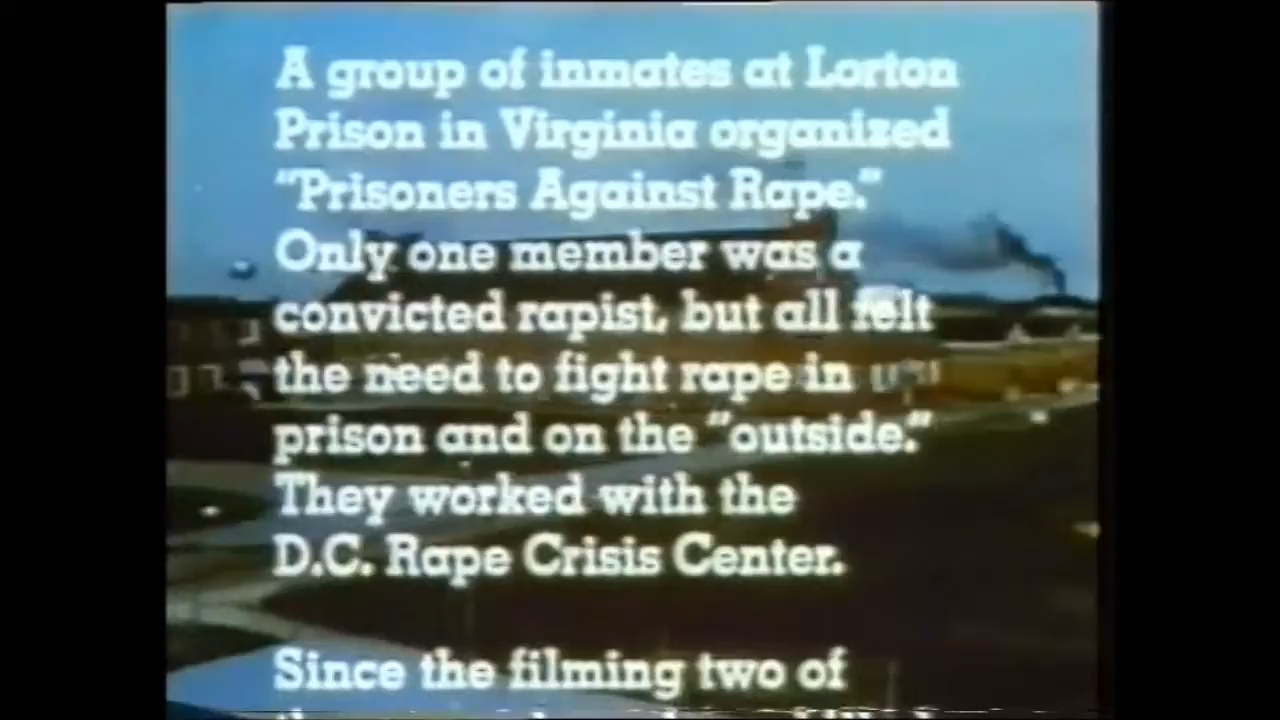 A group of inmates at Lorton
Prison in Virginia organized
"Prisoners Against Rape."
Only one member was a
convicted rapist, but all felt
the need to fight rape in
prison and on the "outside."
They worked with the
D.C. Rape Crisis Center.
Since the filming two of